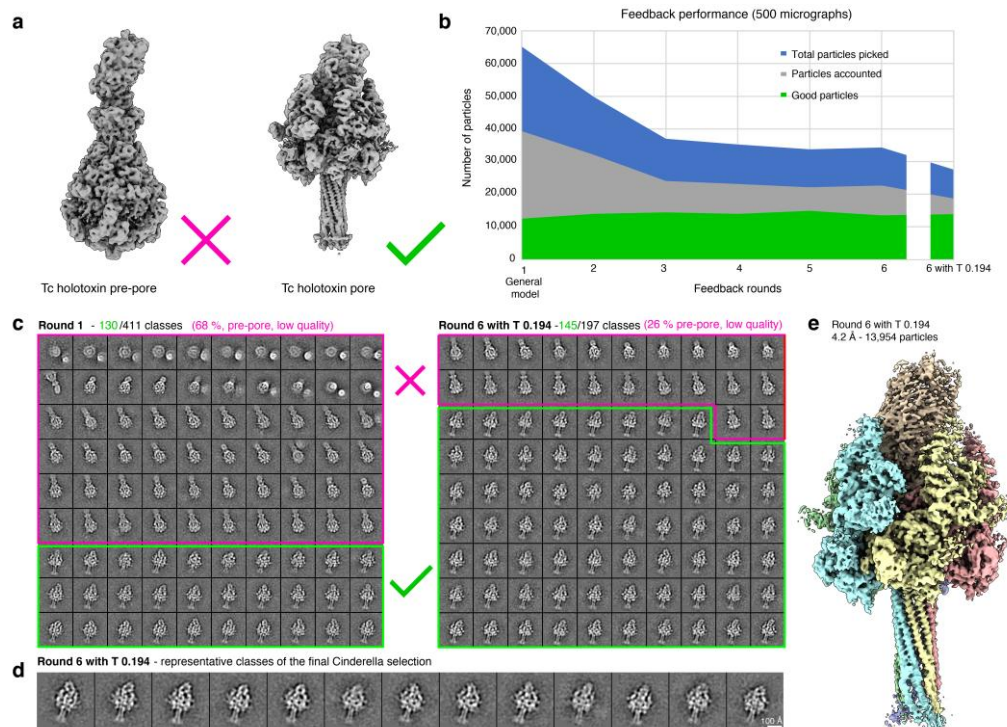 a
Tc holotoxin pre-pore
Tc holotoxin pore
b
Feedback performance (500 micrographs)
70,000
60,000
50,000
40,000
30,000
20,000
10,000
0
Number of particles
Total particles picked
Particles accounted
Good particles
1
General
model
2
3
4
5
6
6 with T 0.194
Feedback rounds
c
Round 1 - 130/411 classes (68 %, pre-pore, low quality)
Round 6 with T 0.194 -145/197 classes (26 % pre-pore, low quality)
d
Round 6 with T 0.194 - representative classes of the final Cinderella selection
100 Å
e
Round 6 with T 0.194
4.2 Å - 13,954 particles